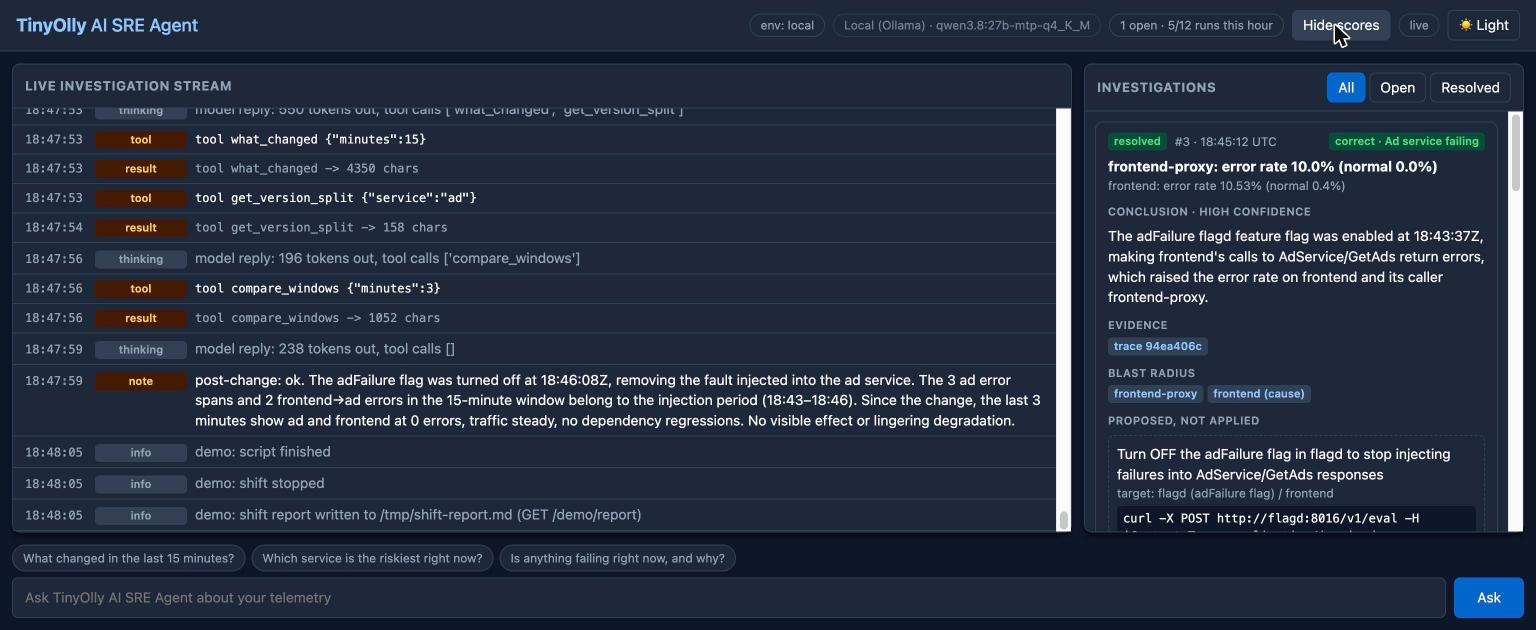 TinyOlly AI SRE Agent
env: local
Local (Ollama) · qwen3.8:27b-mtp-q4_K_M
1 open · 5/12 runs this hour
Hide scores
live
☀️ Light
LIVE INVESTIGATION STREAM
18:47:53 thinking model reply: 550 tokens out, tool calls ['what_changed', 'get_version_split']
18:47:53 tool tool what_changed {"minutes":15}
18:47:53 result tool what_changed -> 4350 chars
18:47:53 tool tool get_version_split {"service":"ad"}
18:47:54 result tool get_version_split -> 158 chars
18:47:56 thinking model reply: 196 tokens out, tool calls ['compare_windows']
18:47:56 tool tool compare_windows {"minutes":3}
18:47:56 result tool compare_windows -> 1052 chars
18:47:59 thinking model reply: 238 tokens out, tool calls []
18:47:59 note post-change: ok. The adFailure flag was turned off at 18:46:08Z, removing the fault injected into the ad service. The 3 ad error
spans and 2 frontend→ad errors in the 15-minute window belong to the injection period (18:43–18:46). Since the change, the last 3
minutes show ad and frontend at 0 errors, traffic steady, no dependency regressions. No visible effect or lingering degradation.
18:48:05 info demo: script finished
18:48:05 info demo: shift stopped
18:48:05 info demo: shift report written to /tmp/shift-report.md (GET /demo/report)
INVESTIGATIONS
All
Open
Resolved
resolved #3 · 18:45:12 UTC correct · Ad service failing
frontend-proxy: error rate 10.0% (normal 0.0%)
frontend: error rate 10.53% (normal 0.4%)
CONCLUSION · HIGH CONFIDENCE
The adFailure flagd feature flag was enabled at 18:43:37Z,
making frontend's calls to AdService/GetAds return errors,
which raised the error rate on frontend and its caller
frontend-proxy.
EVIDENCE
trace 94ea406c
BLAST RADIUS
frontend-proxy frontend (cause)
PROPOSED, NOT APPLIED
Turn OFF the adFailure flag in flagd to stop injecting
failures into AdService/GetAds responses
target: flagd (adFailure flag) / frontend
curl -X POST http://flagd:8016/v1/eval -H
What changed in the last 15 minutes?
Which service is the riskiest right now?
Is anything failing right now, and why?
Ask TinyOlly AI SRE Agent about your telemetry
Ask